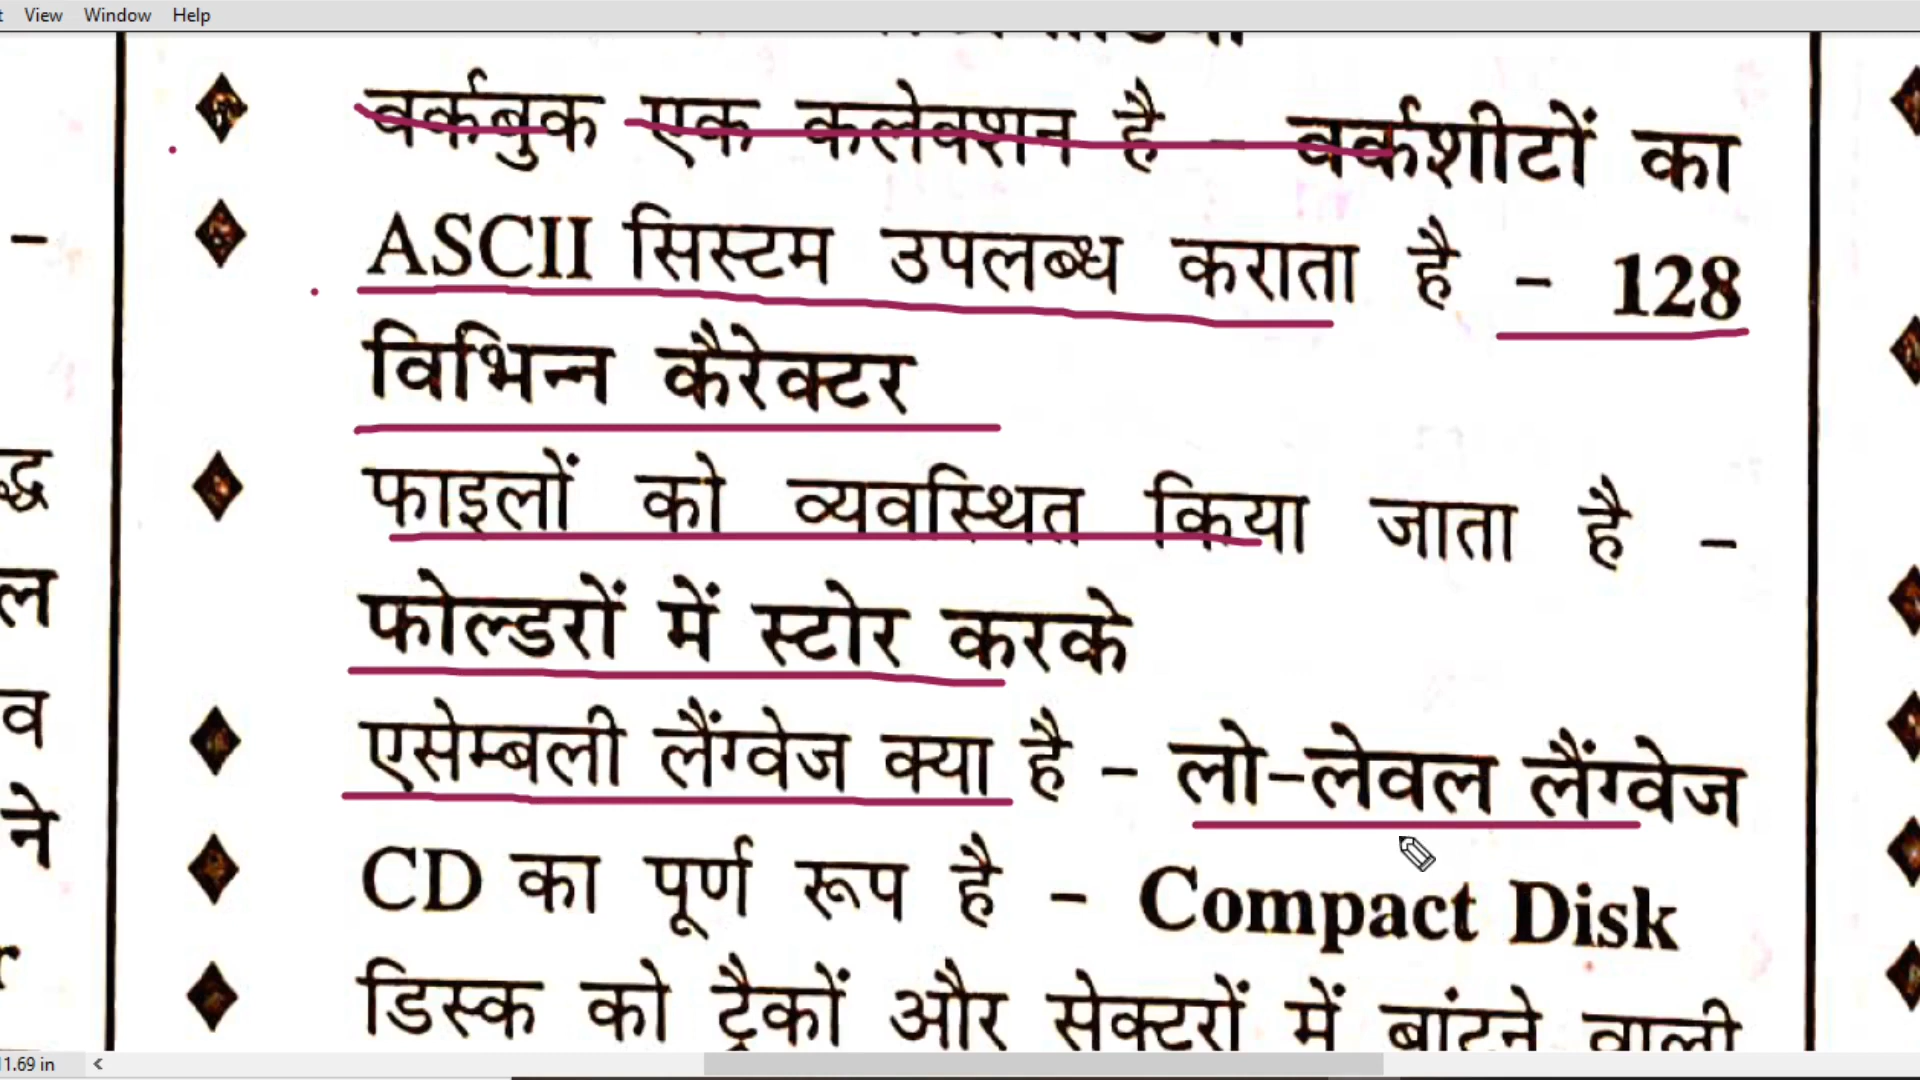 View Window Help
वर्कबुक एक कलेक्शन है - वर्कशीटों का
ASCII सिस्टम उपलब्ध कराता है - 128
विभिन्न कैरेक्टर
फाइलों को व्यवस्थित किया जाता है -
फोल्डरों में स्टोर करके
एसेम्बली लैंग्वेज क्या है - लो-लेवल लैंग्वेज
CD का पूर्ण रूप है - Compact Disk
डिस्क को ट्रैकों और सेक्टरों में बांटने वाली
-
द्ध
ल
व
ने
1.69 in <